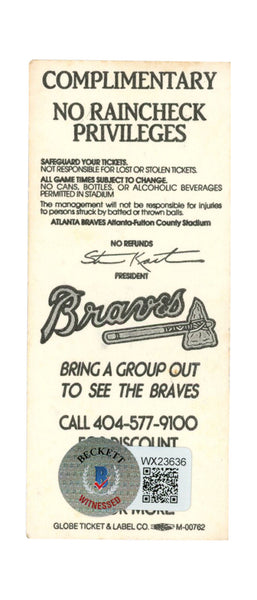 COMPLIMENTARY
NO RAINCHECK
PRIVILEGES
SAFEGUARD YOUR TICKETS.
NOT RESPONSIBLE FOR LOST OR STOLEN TICKETS.
ALL GAME TIMES SUBJECT TO CHANGE.
NO CANS, BOTTLES, OR ALCOHOLIC BEVERAGES
PERMITTED IN STADIUM
The management will not be responsible for injuries
to persons struck by batted or thrown balls.
ATLANTA BRAVES Atlanta-Fulton County Stadium
NO REFUNDS
PRESIDENT
Braves
BRING A GROUP OUT
TO SEE THE BRAVES
CALL 404-577-9100
DISCOUNT
BECKETT
B
WITNESSED
WX23636
OR MORE
GLOBE TICKET & LABEL CO. M-00762